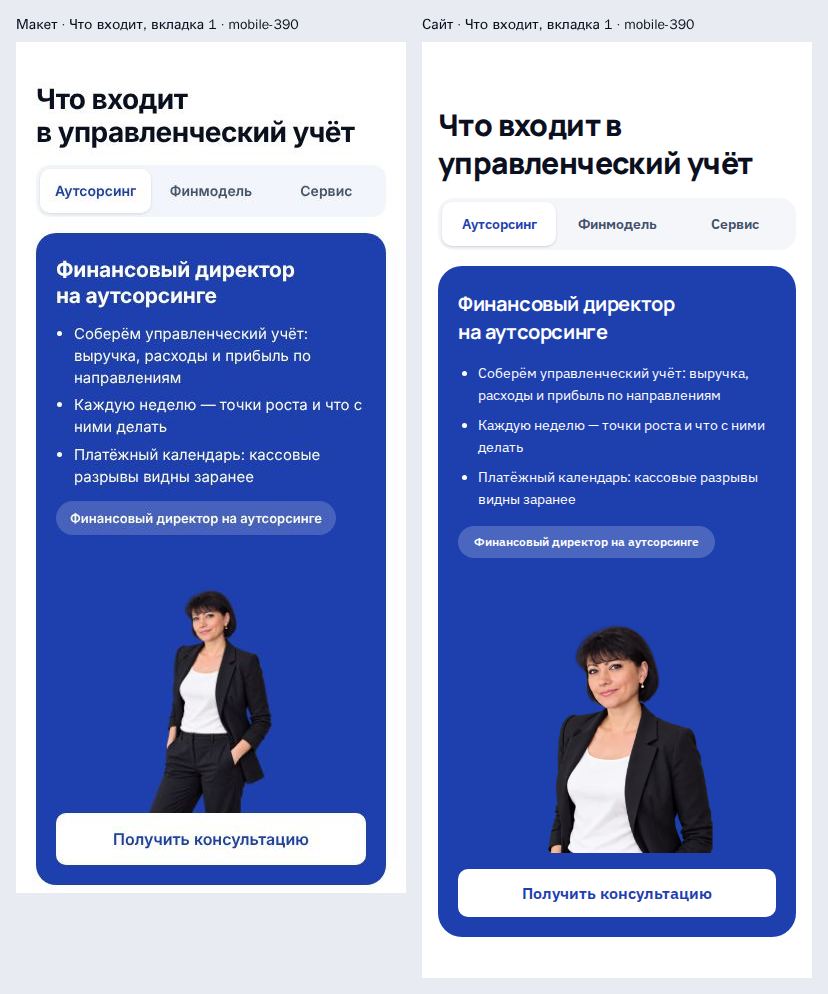 Макет · Что входит, вкладка 1 · mobile-390
Что входит
в управленческий учёт
Аутсорсинг Финмодель Сервис
Финансовый директор
на аутсорсинге
• Соберём управленческий учёт:
выручка, расходы и прибыль по
направлениям
• Каждую неделю — точки роста и что с
ними делать
• Платёжный календарь: кассовые
разрывы видны заранее
Финансовый директор на аутсорсинге
Получить консультацию
Сайт · Что входит, вкладка 1 · mobile-390
Что входит в
управленческий учёт
Аутсорсинг Финмодель Сервис
Финансовый директор
на аутсорсинге
• Соберём управленческий учёт: выручка,
расходы и прибыль по направлениям
• Каждую неделю — точки роста и что с ними
делать
• Платёжный календарь: кассовые разрывы
видны заранее
Финансовый директор на аутсорсинге
Получить консультацию